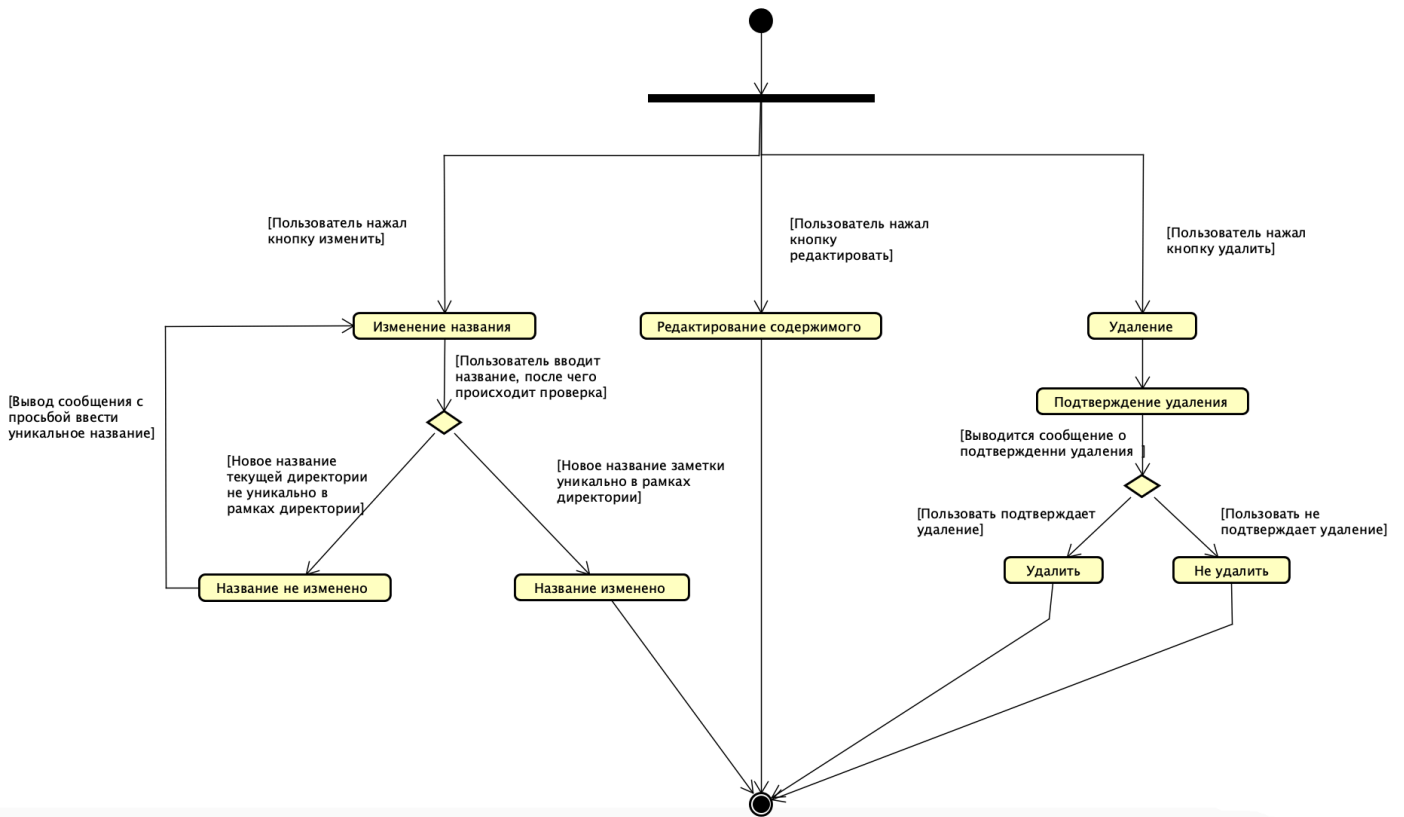 [Пользователь нажал
кнопку изменить]
[Пользователь нажал
кнопку
редактировать]
[Пользователь нажал
кнопку удалить]
Изменение названия
Редактирование содержимого
Удаление
[Пользователь вводит
название, после чего
происходит проверка]
[Вывод сообщения с
просьбой ввести
уникальное название]
Подтверждение удаления
[Выводится сообщение о
подтвержденни удаления ]
[Новое название
текущей директории
не уникально в
рамках директории]
[Новое название заметки
уникально в рамках
директории]
[Пользовать подтверждает
удаление]
[Пользовать не
подтверждает удаление]
Удалить
Не удалить
Название не изменено
Название изменено